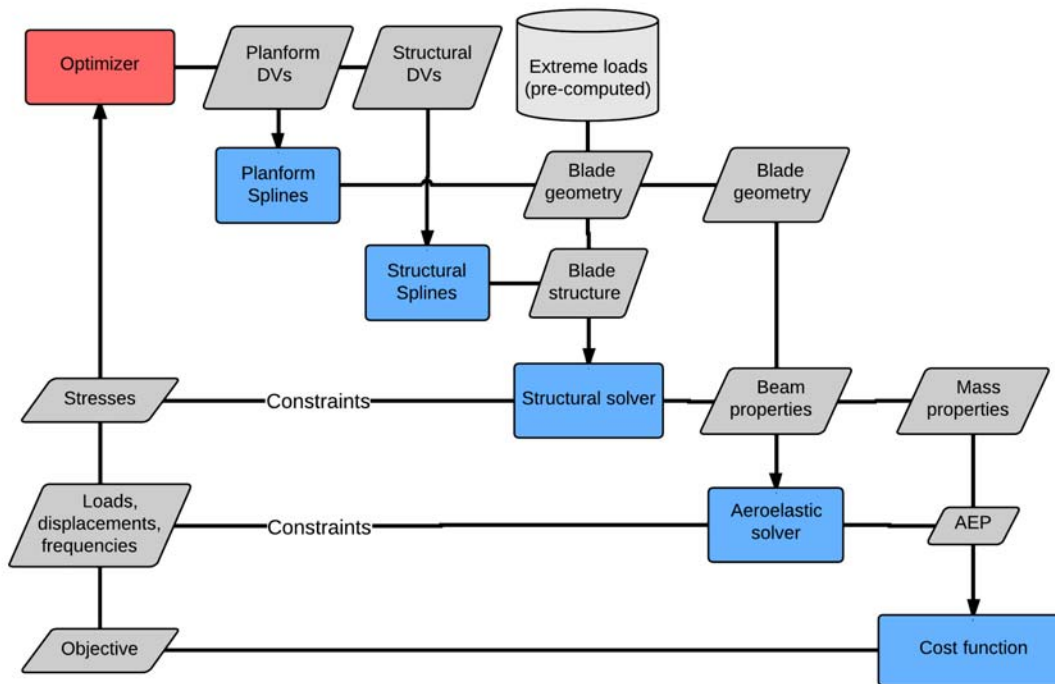 Optimizer
Planform
DVs
Structural
DVs
Extreme loads
(pre-computed)
Planform
Splines
Blade
geometry
Blade
geometry
Structural
Splines
Blade
structure
Stresses
Constraints
Structural solver
Beam
properties
Mass
properties
Loads,
displacements,
frequencies
Constraints
Aeroelastic
solver
AEP
Objective
Cost function